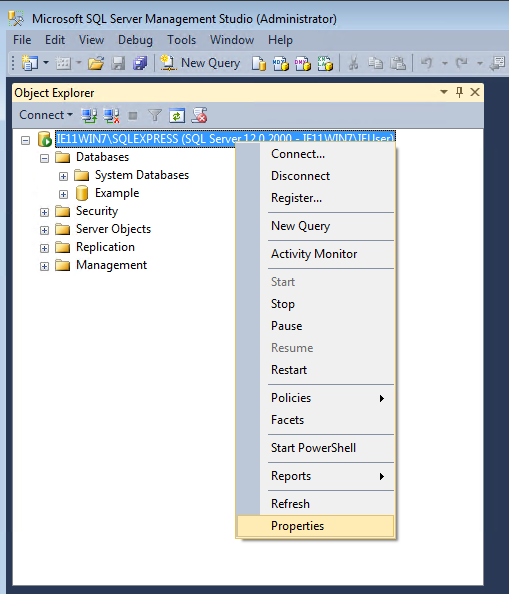 Microsoft SQL Server Management Studio (Administrator)
File Edit View Debug Tools Window Help
New Query
Object Explorer
Connect
IE11WIN7\SQLEXPRESS (SQL Server 12.0.2000 - IE11WIN7\IEUser)
Databases
System Databases
Example
Security
Server Objects
Replication
Management
Connect...
Disconnect
Register...
New Query
Activity Monitor
Start
Stop
Pause
Resume
Restart
Policies
Facets
Start PowerShell
Reports
Refresh
Properties